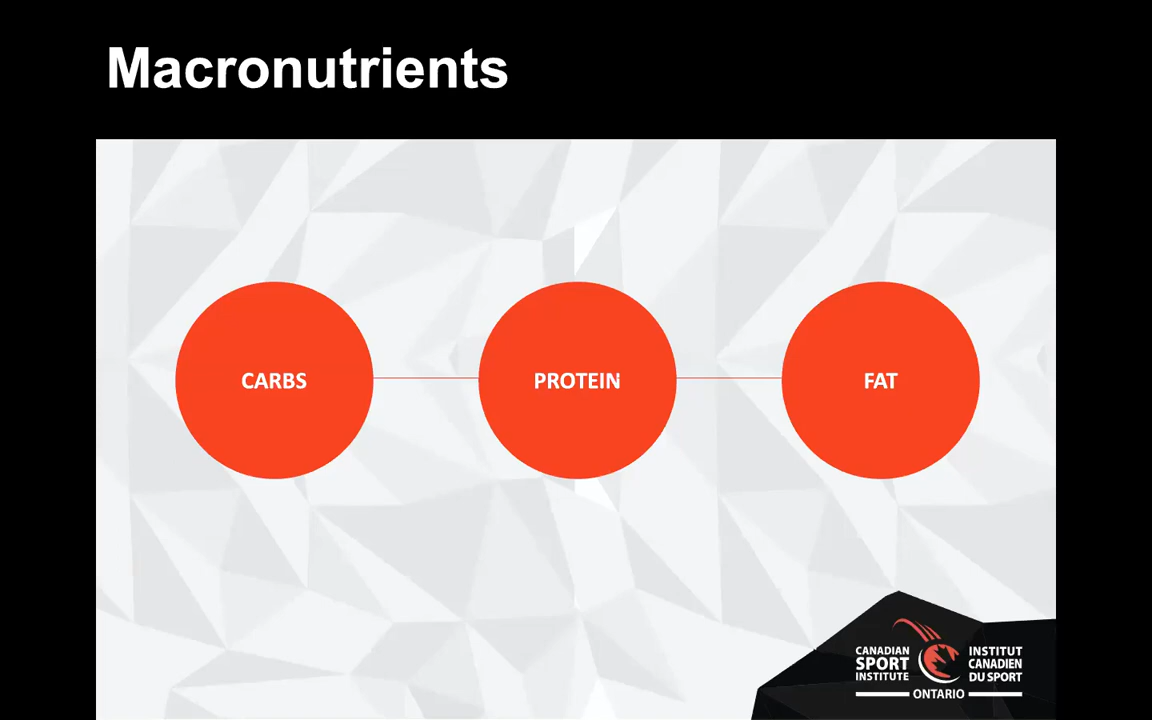 Macronutrients
CARBS
PROTEIN
FAT
CANADIAN
SPORT
INSTITUTE
INSTITUT
CANADIEN
DU SPORT
ONTARIO